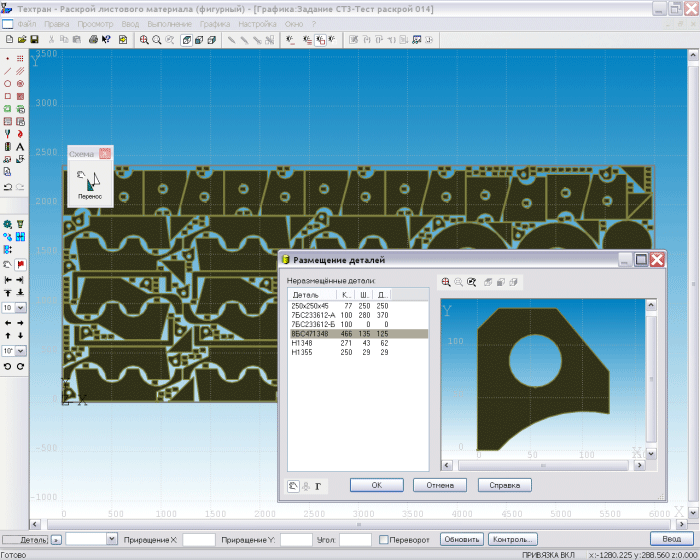 Техтран - Раскрой листового материала (фигурный) - [Графика:Задание СТ3-Тест раскрой 014]
Файл Правка Просмотр Ввод Выполнение Графика Настройка Окно ?
Y
3500
3000
2500
2000
1500
1000
500
0
-500
-1000
X
Схема
Перенос
10
10°
0 500 1000 1500 2000 2500 3000 3500 4000 4500 5000 5500 6000 X
Размещение деталей
Неразмещённые детали:
Деталь К... Ш... Д...
250x250x45 77 250 250
7БС233612-А 100 280 370
7БС233612-Б 100 0 0
8БС471348 466 135 125
Н1348 271 43 62
Н1355 250 29 29
Y
100
50
0
0 50 100 150 X
Г
ОК Отмена Справка
Деталь Приращение X: Приращение Y: Угол: Переворот Обновить Контроль... Ввод
Готово ПРИВЯЗКА ВКЛ x:-1280.225 y:288.560 z:0.000